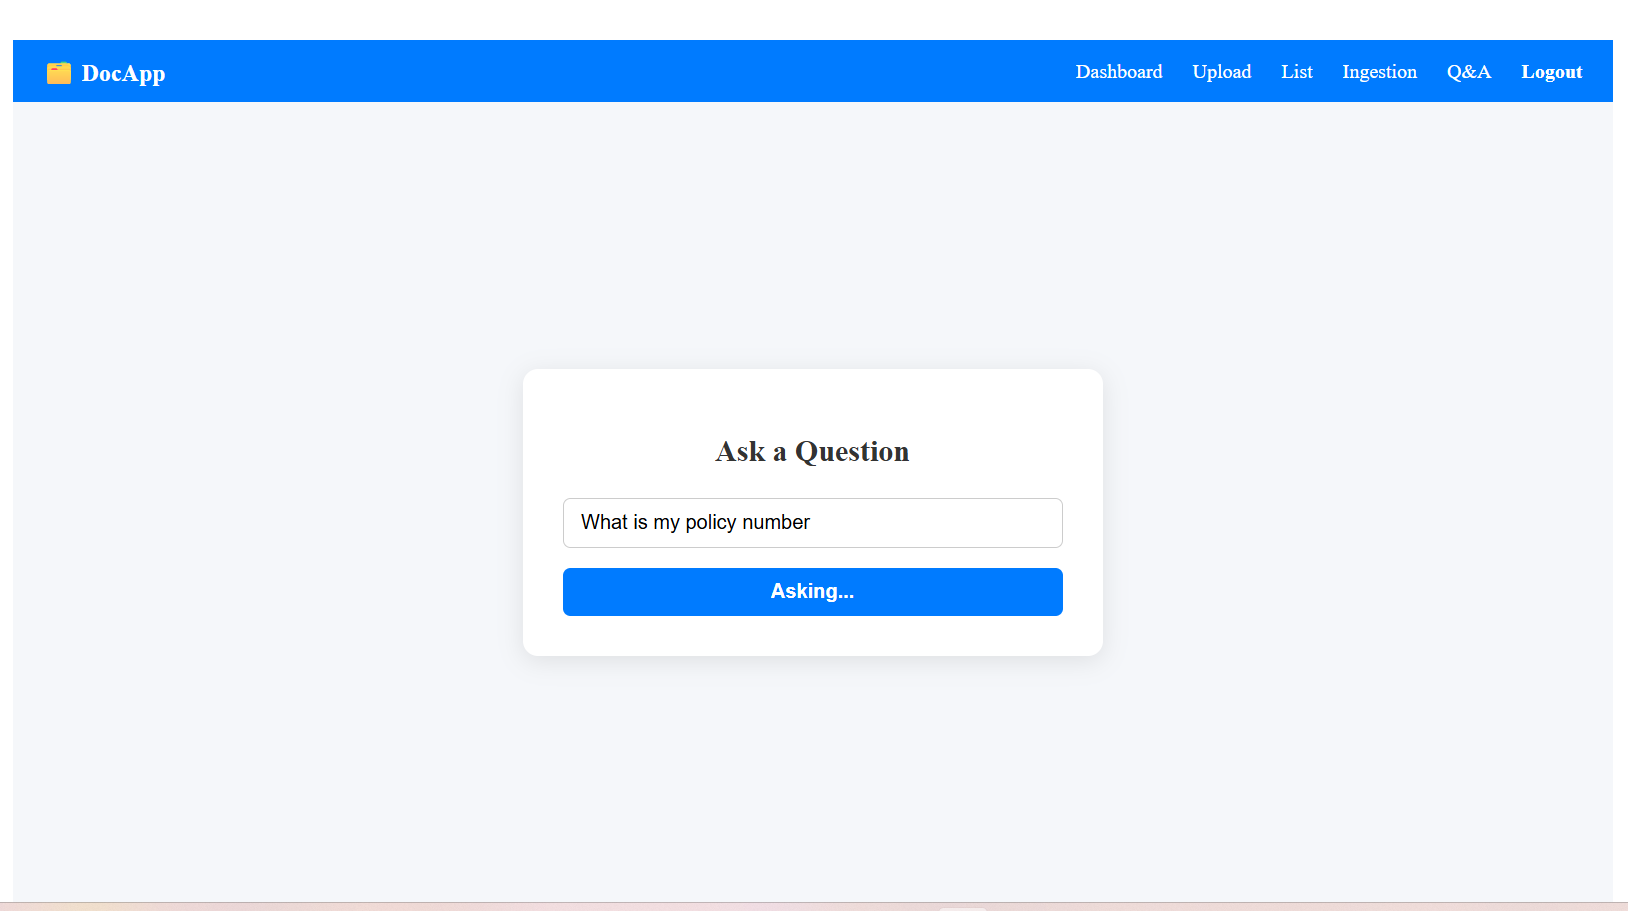 DocApp
Dashboard Upload List Ingestion Q&A Logout
Ask a Question
What is my policy number
Asking...